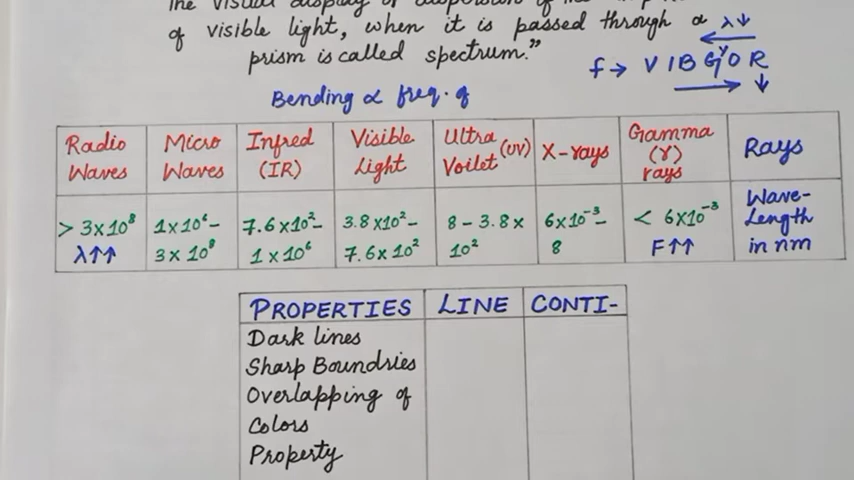 of visible light, when it is passed through a
prism is called spectrum."
λ↓
f → V I B G Y O R
↓
Bending ∝ freq. of
Radio Waves | Micro Waves | Infred (IR) | Visible Light | Ultra Voilet (UV) | X-rays | Gamma (γ) rays | Rays
> 3x10⁸ λ↑↑ | 1x10⁶– 3x10⁸ | 7.6x10²– 1x10⁶ | 3.8x10²– 7.6x10² | 8 – 3.8x 10² | 6x10⁻³– 8 | < 6x10⁻³ F↑↑ | Wave-Length in nm
PROPERTIES | LINE | CONTI-
Dark lines
Sharp Boundries
Overlapping of
Colors
Property